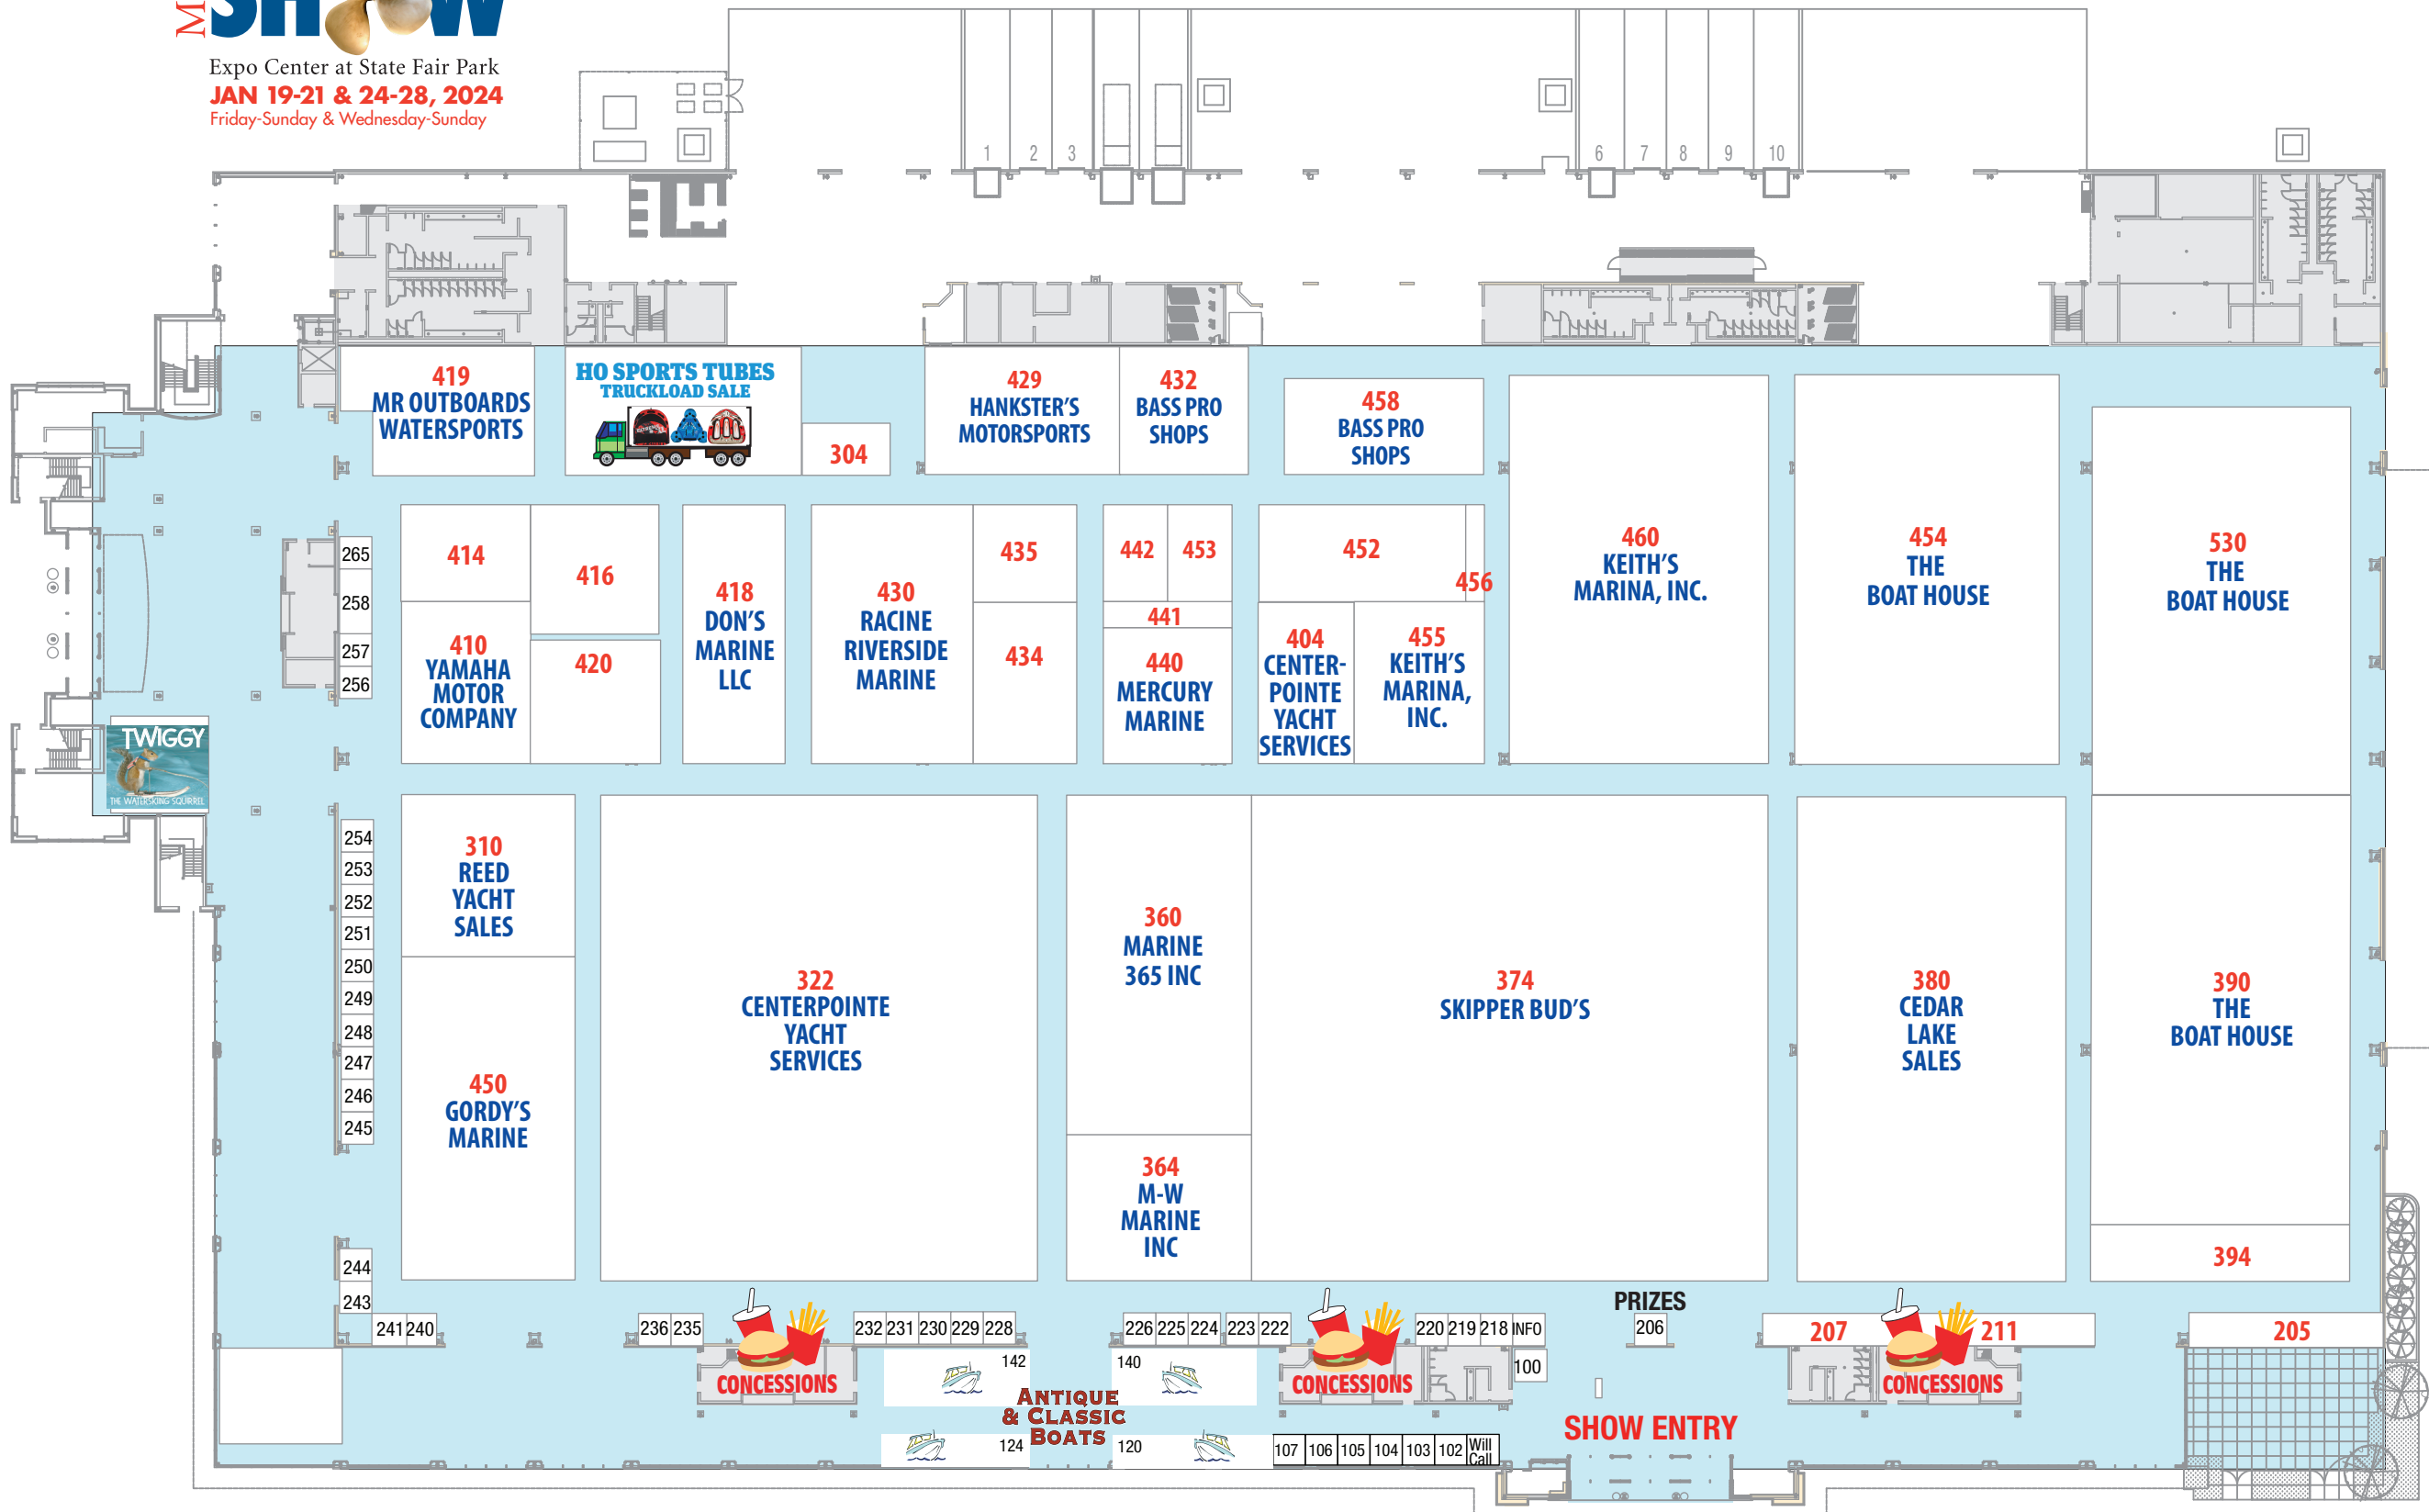 M
SHOW
Expo Center at State Fair Park
JAN 19-21 & 24-28, 2024
Friday-Sunday & Wednesday-Sunday
1
2
3
6
7
8
9
10
419
MR OUTBOARDS
WATERSPORTS
HO SPORTS TUBES
TRUCKLOAD SALE
304
429
HANKSTER'S
MOTORSPORTS
432
BASS PRO
SHOPS
458
BASS PRO
SHOPS
460
KEITH'S
MARINA, INC.
454
THE
BOAT HOUSE
530
THE
BOAT HOUSE
265
258
257
256
414
416
410
YAMAHA
MOTOR
COMPANY
420
418
DON'S
MARINE
LLC
430
RACINE
RIVERSIDE
MARINE
435
434
442
453
441
440
MERCURY
MARINE
452
456
404
CENTER-
POINTE
YACHT
SERVICES
455
KEITH'S
MARINA,
INC.
TWIGGY
THE WATERSKIING SQUIRREL
254
253
252
251
250
249
248
247
246
245
244
243
310
REED
YACHT
SALES
450
GORDY'S
MARINE
322
CENTERPOINTE
YACHT
SERVICES
360
MARINE
365 INC
364
M-W
MARINE
INC
374
SKIPPER BUD'S
380
CEDAR
LAKE
SALES
390
THE
BOAT HOUSE
394
241 240
236 235
232 231 230 229 228
226 225 224 223 222
220 219 218 INFO
PRIZES
206
207
211
205
100
CONCESSIONS
CONCESSIONS
CONCESSIONS
142
140
ANTIQUE
& CLASSIC
BOATS
124
120
107 106 105 104 103 102 Will
Call
SHOW ENTRY